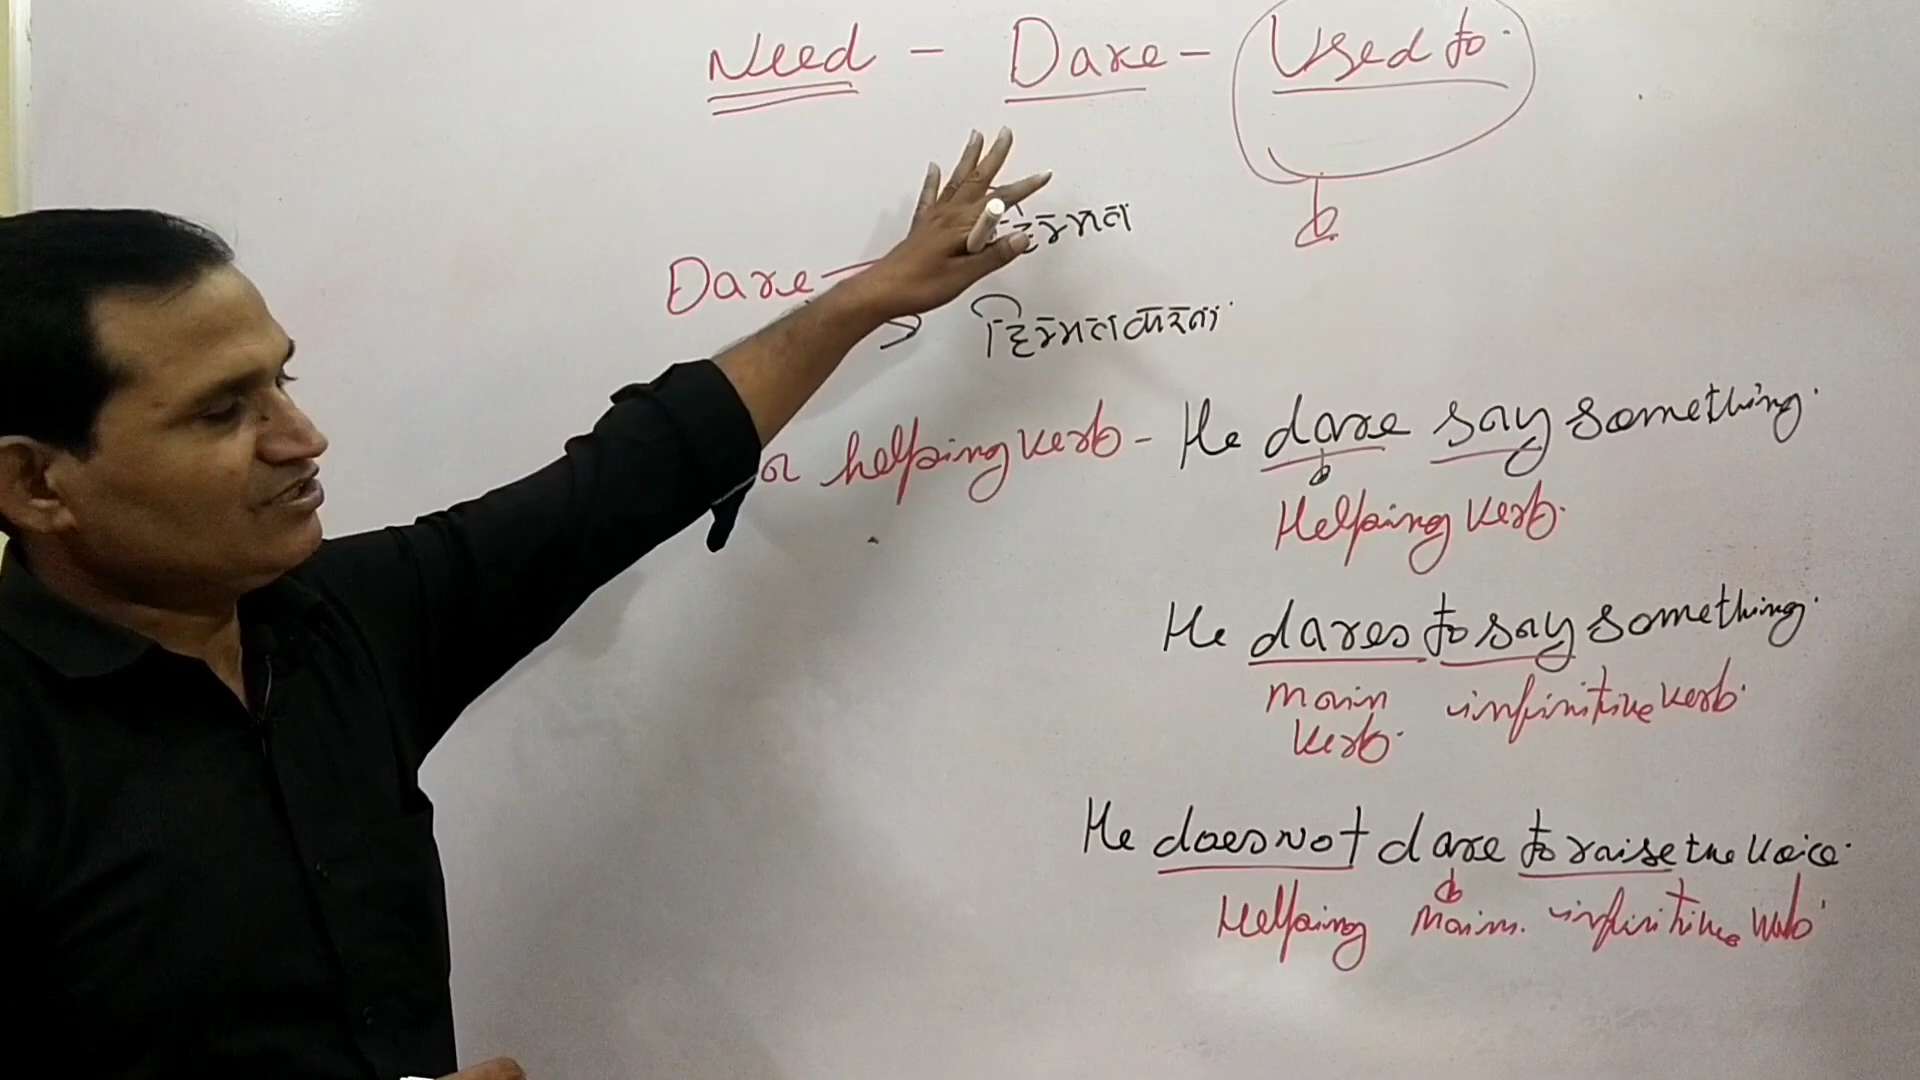 Need - Dare - Used to.
हिम्मत
Dare
हिम्मत करना.
helping verb - He dare say something.
Helping verb.
He dares to say something.
main infinitive verb.
verb.
He does not dare to raise the voice.
Helping main. infinitive